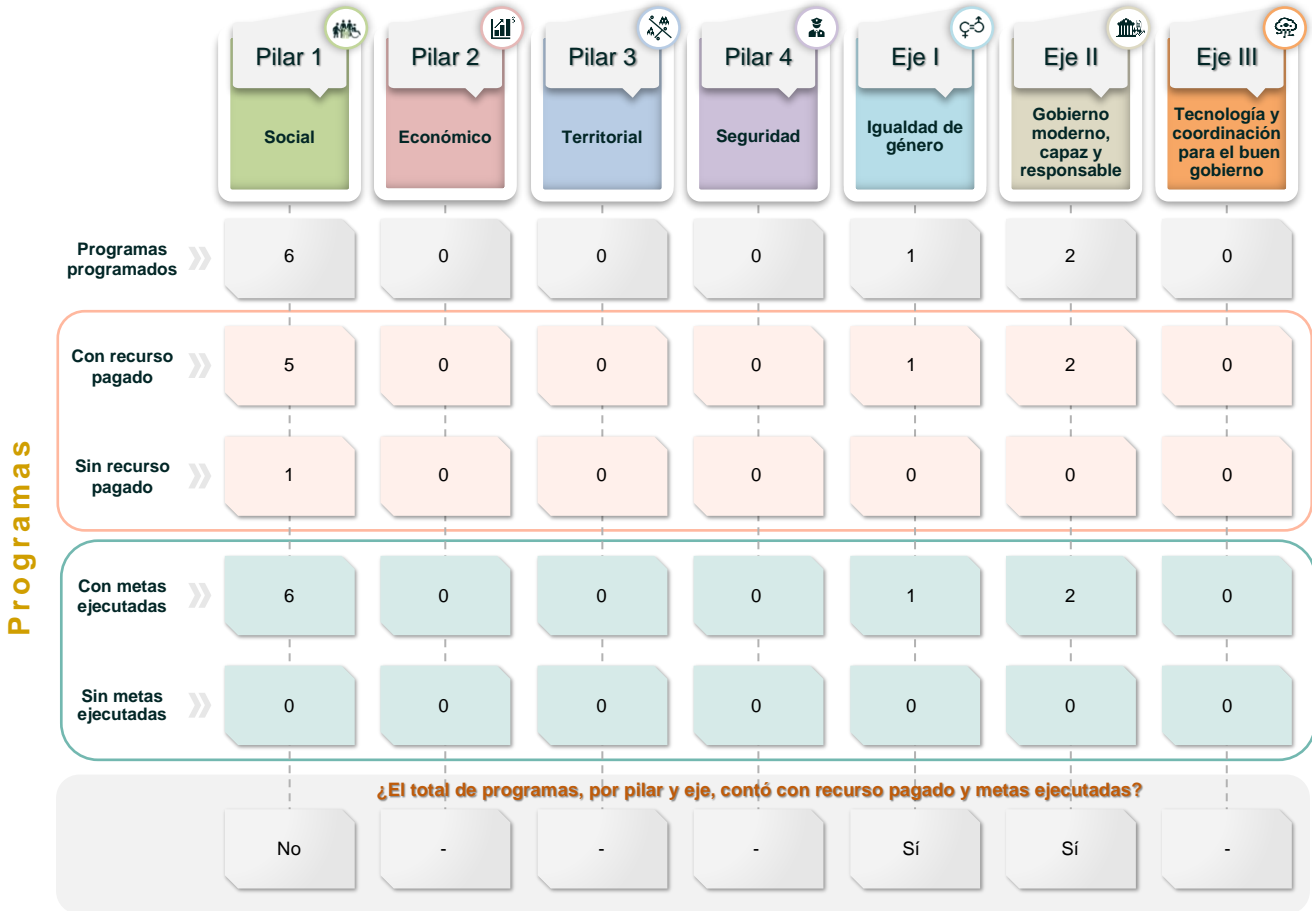 Pilar 1
Pilar 2
Pilar 3
Pilar 4
Eje I
Eje II
Eje III
Social
Económico
Territorial
Seguridad
Igualdad de
género
Gobierno
moderno,
capaz y
responsable
Tecnología y
coordinación
para el buen
gobierno
Programas
Programas
programados
6
0
0
0
1
2
0
Con recurso
pagado
5
0
0
0
1
2
0
Sin recurso
pagado
1
0
0
0
0
0
0
Con metas
ejecutadas
6
0
0
0
1
2
0
Sin metas
ejecutadas
0
0
0
0
0
0
0
¿El total de programas, por pilar y eje, contó con recurso pagado y metas ejecutadas?
No
-
-
-
Sí
Sí
-